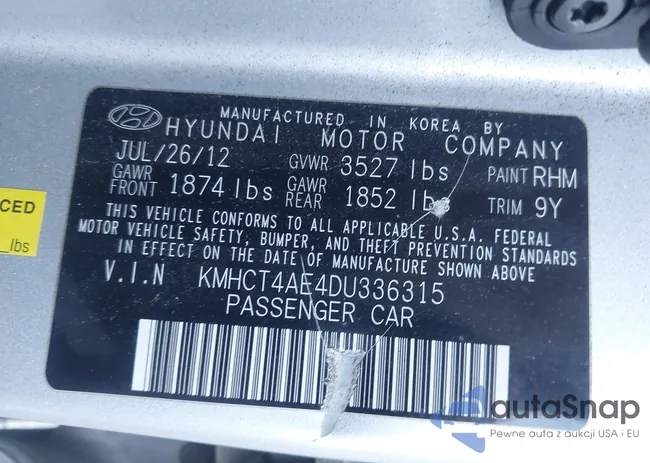 MANUFACTURED IN KOREA BY
HYUNDAI MOTOR COMPANY
JUL/26/12 GVWR 3527 lbs PAINT RHM
GAWR FRONT 1874 lbs GAWR REAR 1852 lbs TRIM 9Y
THIS VEHICLE CONFORMS TO ALL APPLICABLE U.S.A. FEDERAL
MOTOR VEHICLE SAFETY, BUMPER, AND THEFT PREVENTION STANDARDS
IN EFFECT ON THE DATE OF MANUFACTURE SHOWN ABOVE
V.I.N KMHCT4AE4DU336315
PASSENGER CAR
CED
lbs
autaSnap
Pewne auta z aukcji USA i EU